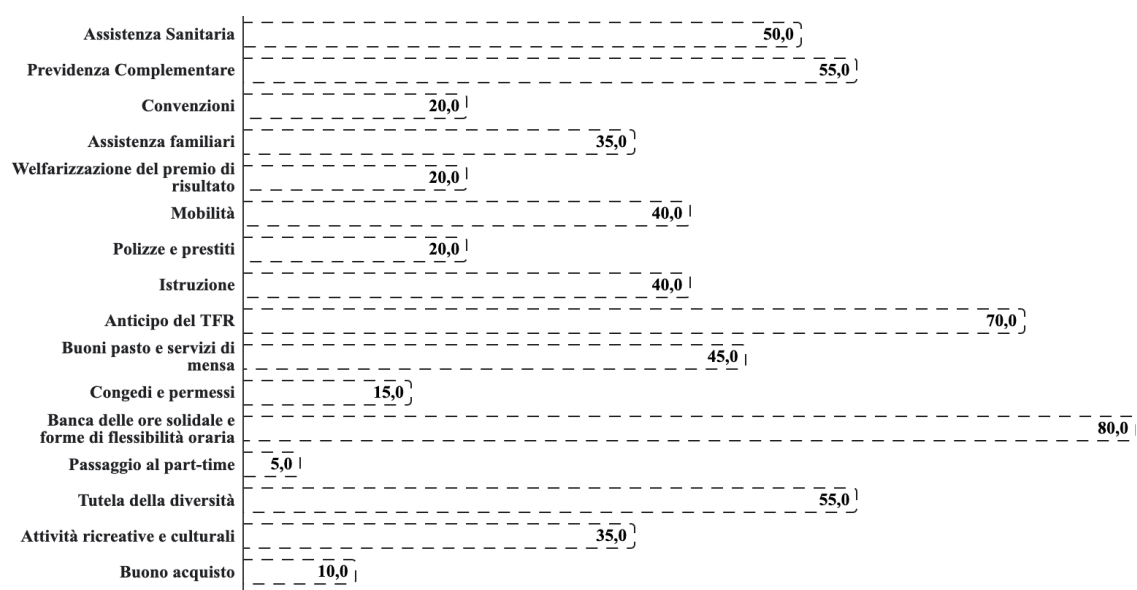 Assistenza Sanitaria 50,0
Previdenza Complementare 55,0
Convenzioni 20,0
Assistenza familiari 35,0
Welfarizzazione del premio di
risultato 20,0
Mobilità 40,0
Polizze e prestiti 20,0
Istruzione 40,0
Anticipo del TFR 70,0
Buoni pasto e servizi di
mensa 45,0
Congedi e permessi 15,0
Banca delle ore solidale e
forme di flessibilità oraria 80,0
Passaggio al part-time 5,0
Tutela della diversità 55,0
Attività ricreative e culturali 35,0
Buono acquisto 10,0